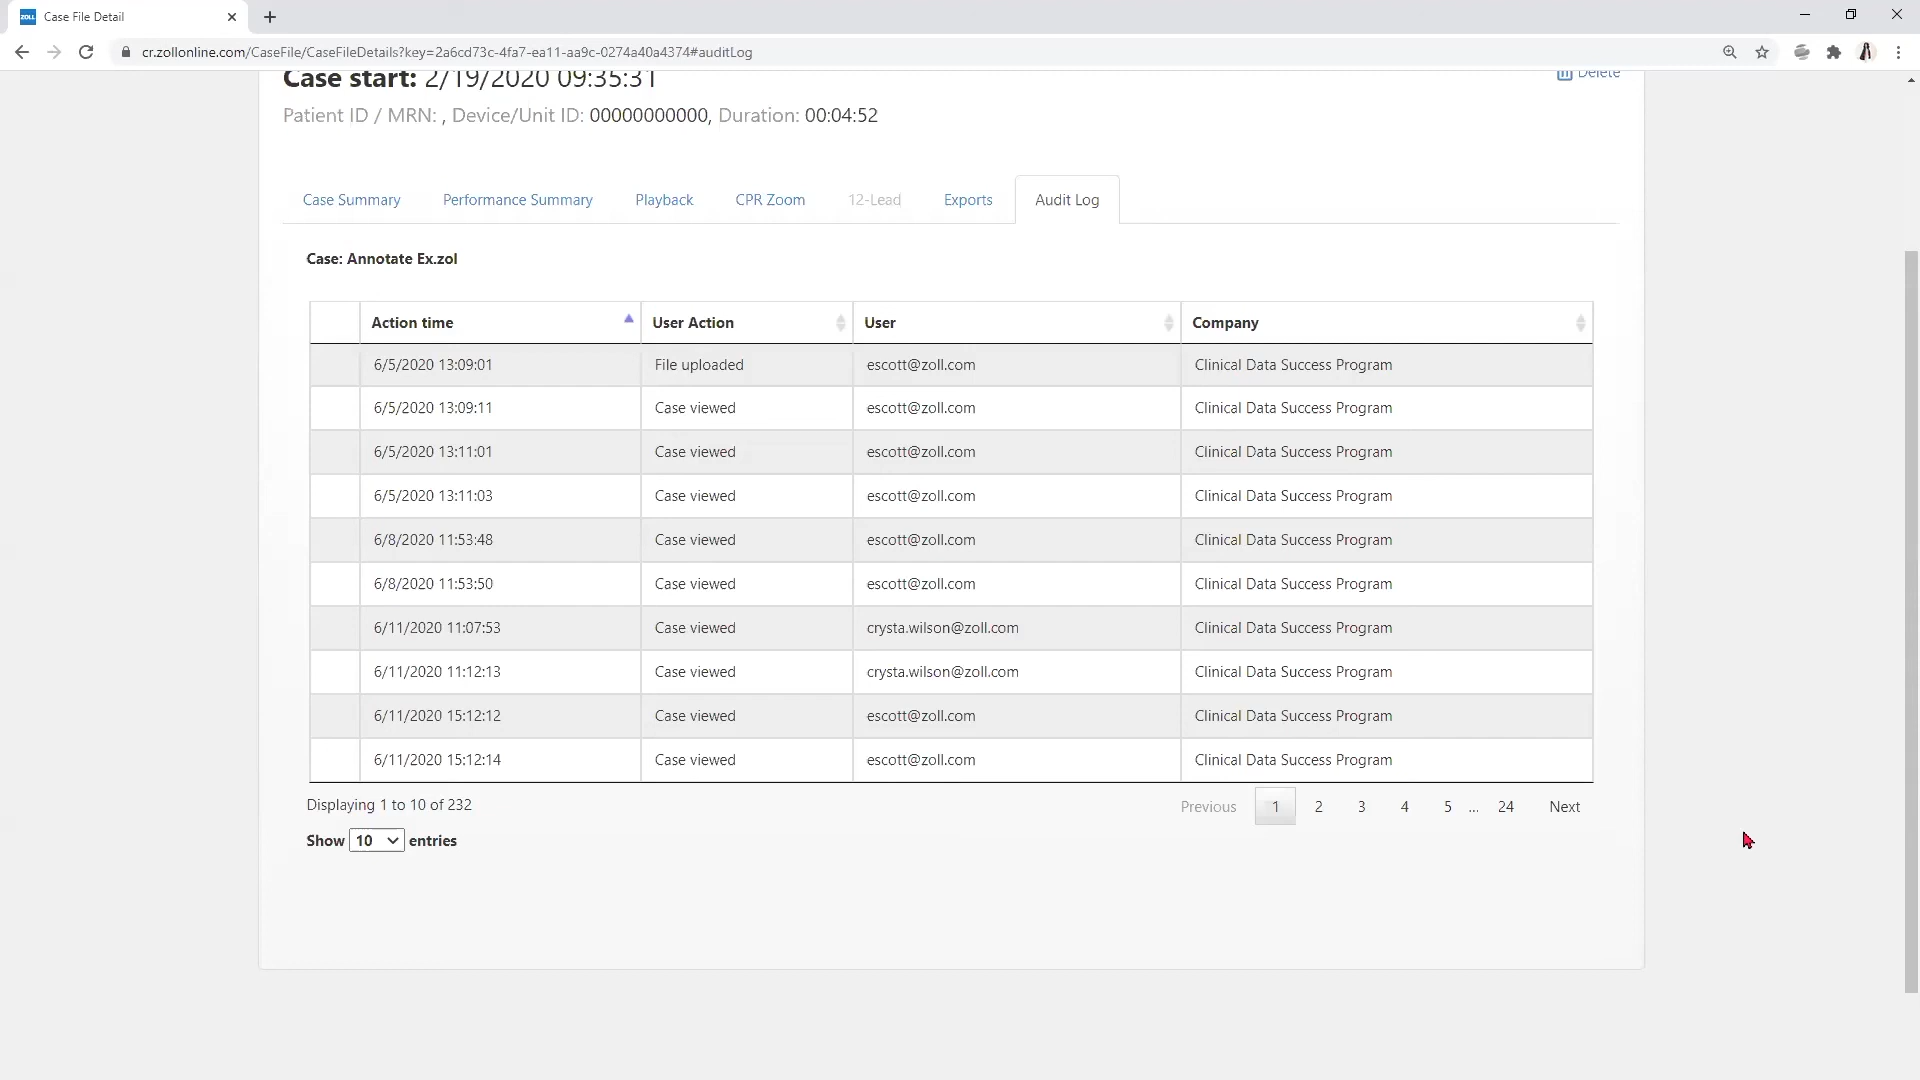 ZOLL Case File Detail
cr.zollonline.com/CaseFile/CaseFileDetails?key=2a6cd73c-4fa7-ea11-aa9c-0274a40a4374#auditLog
Case start: 2/19/2020 09:35:31
Delete
Patient ID / MRN: , Device/Unit ID: 00000000000, Duration: 00:04:52
Case Summary Performance Summary Playback CPR Zoom 12-Lead Exports Audit Log
Case: Annotate Ex.zol
Action time User Action User Company
6/5/2020 13:09:01 File uploaded escott@zoll.com Clinical Data Success Program
6/5/2020 13:09:11 Case viewed escott@zoll.com Clinical Data Success Program
6/5/2020 13:11:01 Case viewed escott@zoll.com Clinical Data Success Program
6/5/2020 13:11:03 Case viewed escott@zoll.com Clinical Data Success Program
6/8/2020 11:53:48 Case viewed escott@zoll.com Clinical Data Success Program
6/8/2020 11:53:50 Case viewed escott@zoll.com Clinical Data Success Program
6/11/2020 11:07:53 Case viewed crysta.wilson@zoll.com Clinical Data Success Program
6/11/2020 11:12:13 Case viewed crysta.wilson@zoll.com Clinical Data Success Program
6/11/2020 15:12:12 Case viewed escott@zoll.com Clinical Data Success Program
6/11/2020 15:12:14 Case viewed escott@zoll.com Clinical Data Success Program
Displaying 1 to 10 of 232
Previous 1 2 3 4 5 ... 24 Next
Show 10 entries